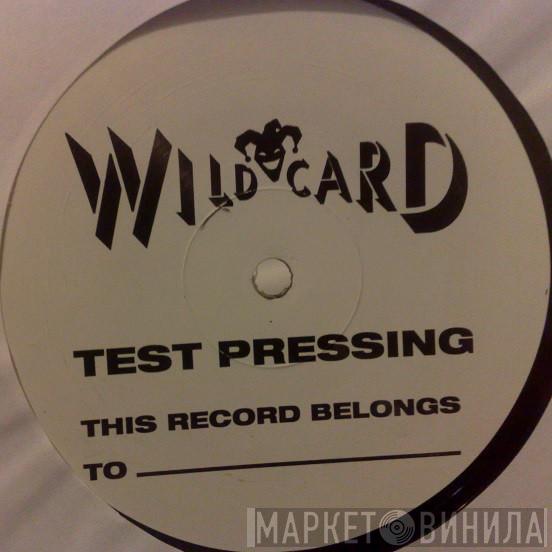 WILDCARD
TEST PRESSING
THIS RECORD BELONGS
TO
МАРКЕТ ВИНИЛА